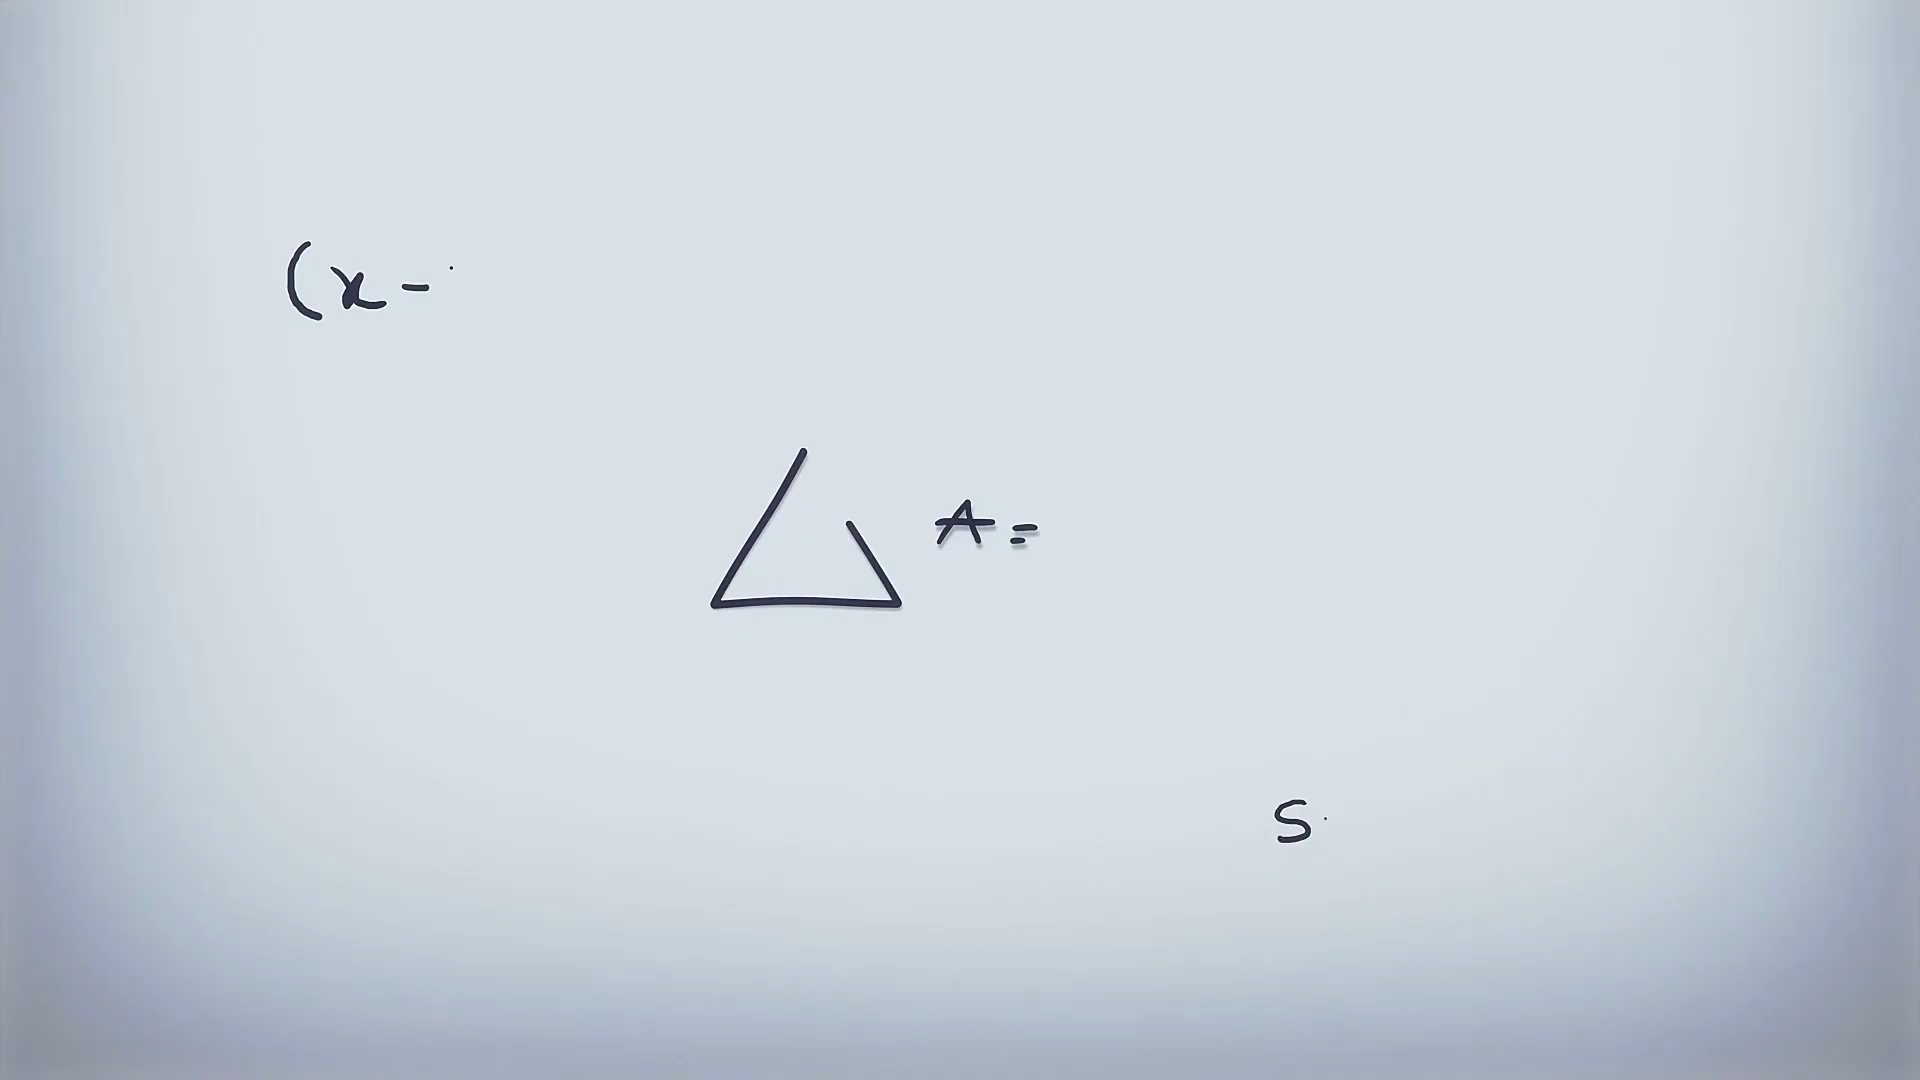 (x -
A =
S